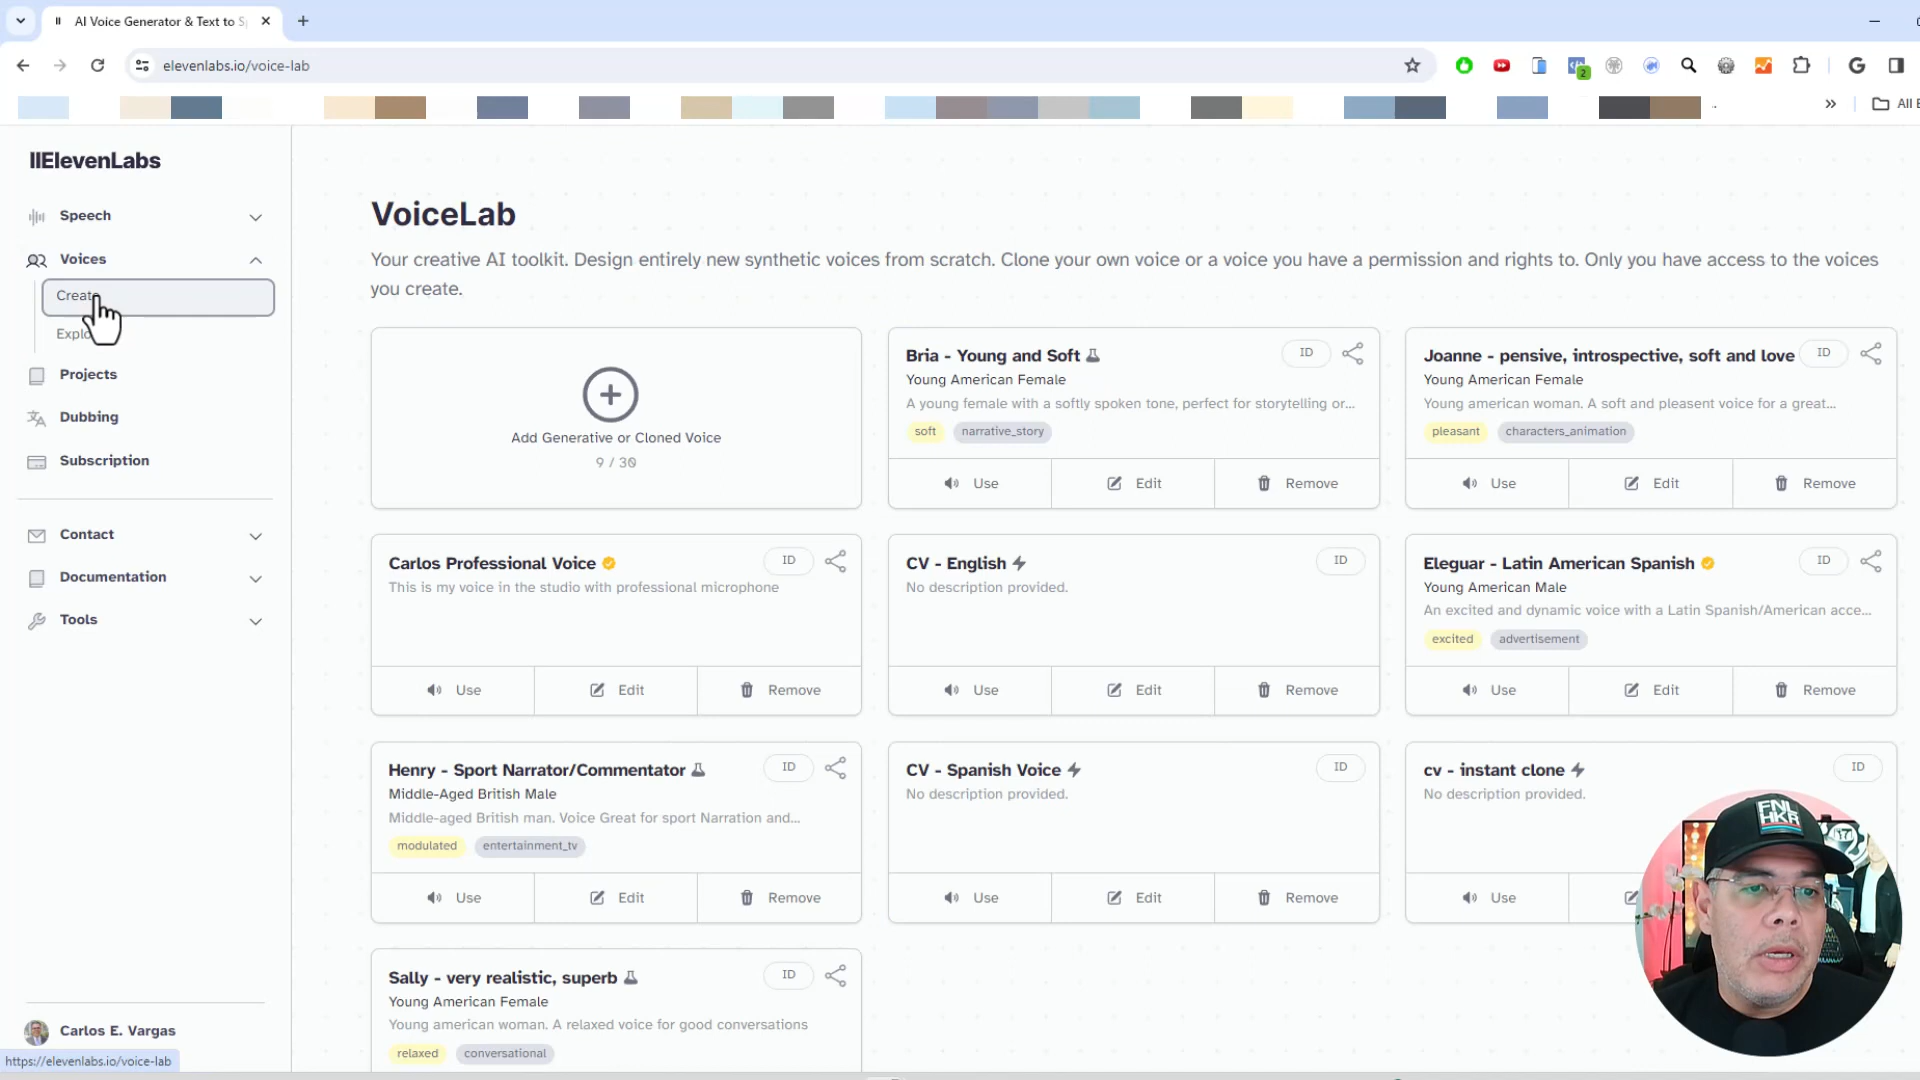 AI Voice Generator & Text to S
elevenlabs.io/voice-lab
2
All
IIElevenLabs
Speech
Voices
Create
Explo
Projects
Dubbing
Subscription
Contact
Documentation
Tools
Carlos E. Vargas
https://elevenlabs.io/voice-lab
VoiceLab
Your creative AI toolkit. Design entirely new synthetic voices from scratch. Clone your own voice or a voice you have a permission and rights to. Only you have access to the voices
you create.
Add Generative or Cloned Voice
9 / 30
Bria - Young and Soft
ID
Young American Female
A young female with a softly spoken tone, perfect for storytelling or...
soft narrative_story
Use Edit Remove
Joanne - pensive, introspective, soft and love
ID
Young American Female
Young american woman. A soft and pleasent voice for a great...
pleasant characters_animation
Use Edit Remove
Carlos Professional Voice
ID
This is my voice in the studio with professional microphone
Use Edit Remove
CV - English
ID
No description provided.
Use Edit Remove
Eleguar - Latin American Spanish
ID
Young American Male
An excited and dynamic voice with a Latin Spanish/American acce...
excited advertisement
Use Edit Remove
Henry - Sport Narrator/Commentator
ID
Middle-Aged British Male
Middle-aged British man. Voice Great for sport Narration and...
modulated entertainment_tv
Use Edit Remove
CV - Spanish Voice
ID
No description provided.
Use Edit Remove
cv - instant clone
ID
No description provided.
Use
FNL
HKR
Sally - very realistic, superb
ID
Young American Female
Young american woman. A relaxed voice for good conversations
relaxed conversational